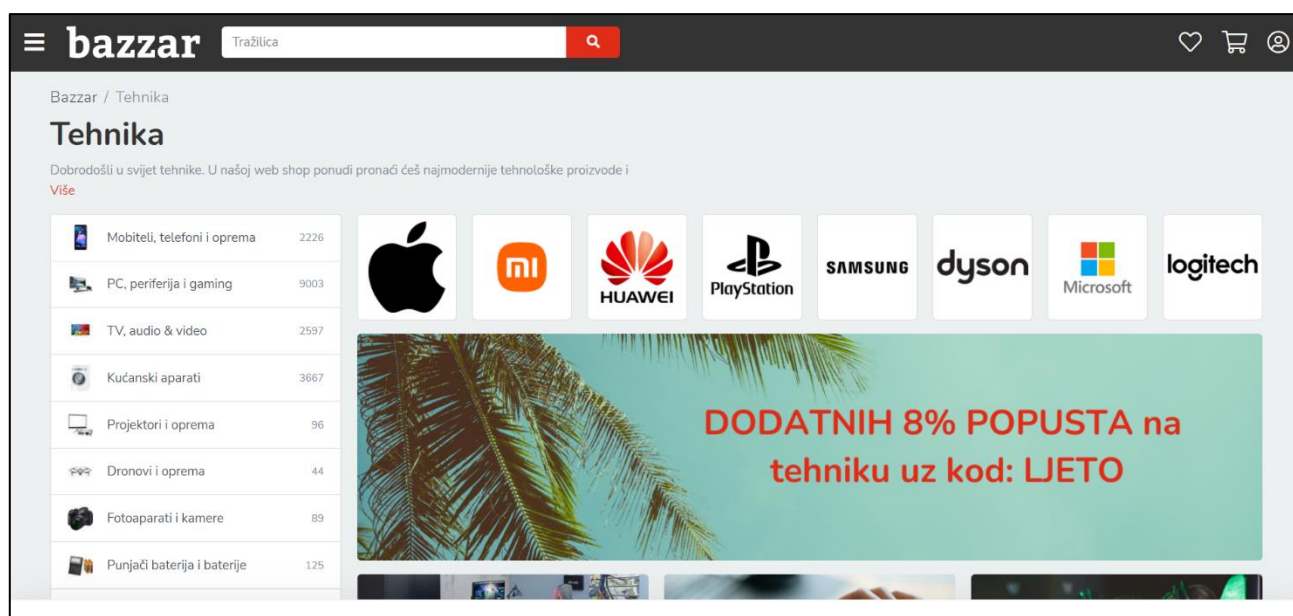 bazzar
Tražilica
Bazzar / Tehnika
Tehnika
Dobrodošli u svijet tehnike. U našoj web shop ponudi pronaći ćeš najmodernije tehnološke proizvode i
Više
Mobiteli, telefoni i oprema 2226
PC, periferija i gaming 9003
TV, audio & video 2597
Kućanski aparati 3667
Projektori i oprema 96
Dronovi i oprema 44
Fotoaparati i kamere 89
Punjači baterija i baterije 125
mi
HUAWEI
PlayStation
SAMSUNG
dyson
Microsoft
logitech
DODATNIH 8% POPUSTA na
tehniku uz kod: LJETO